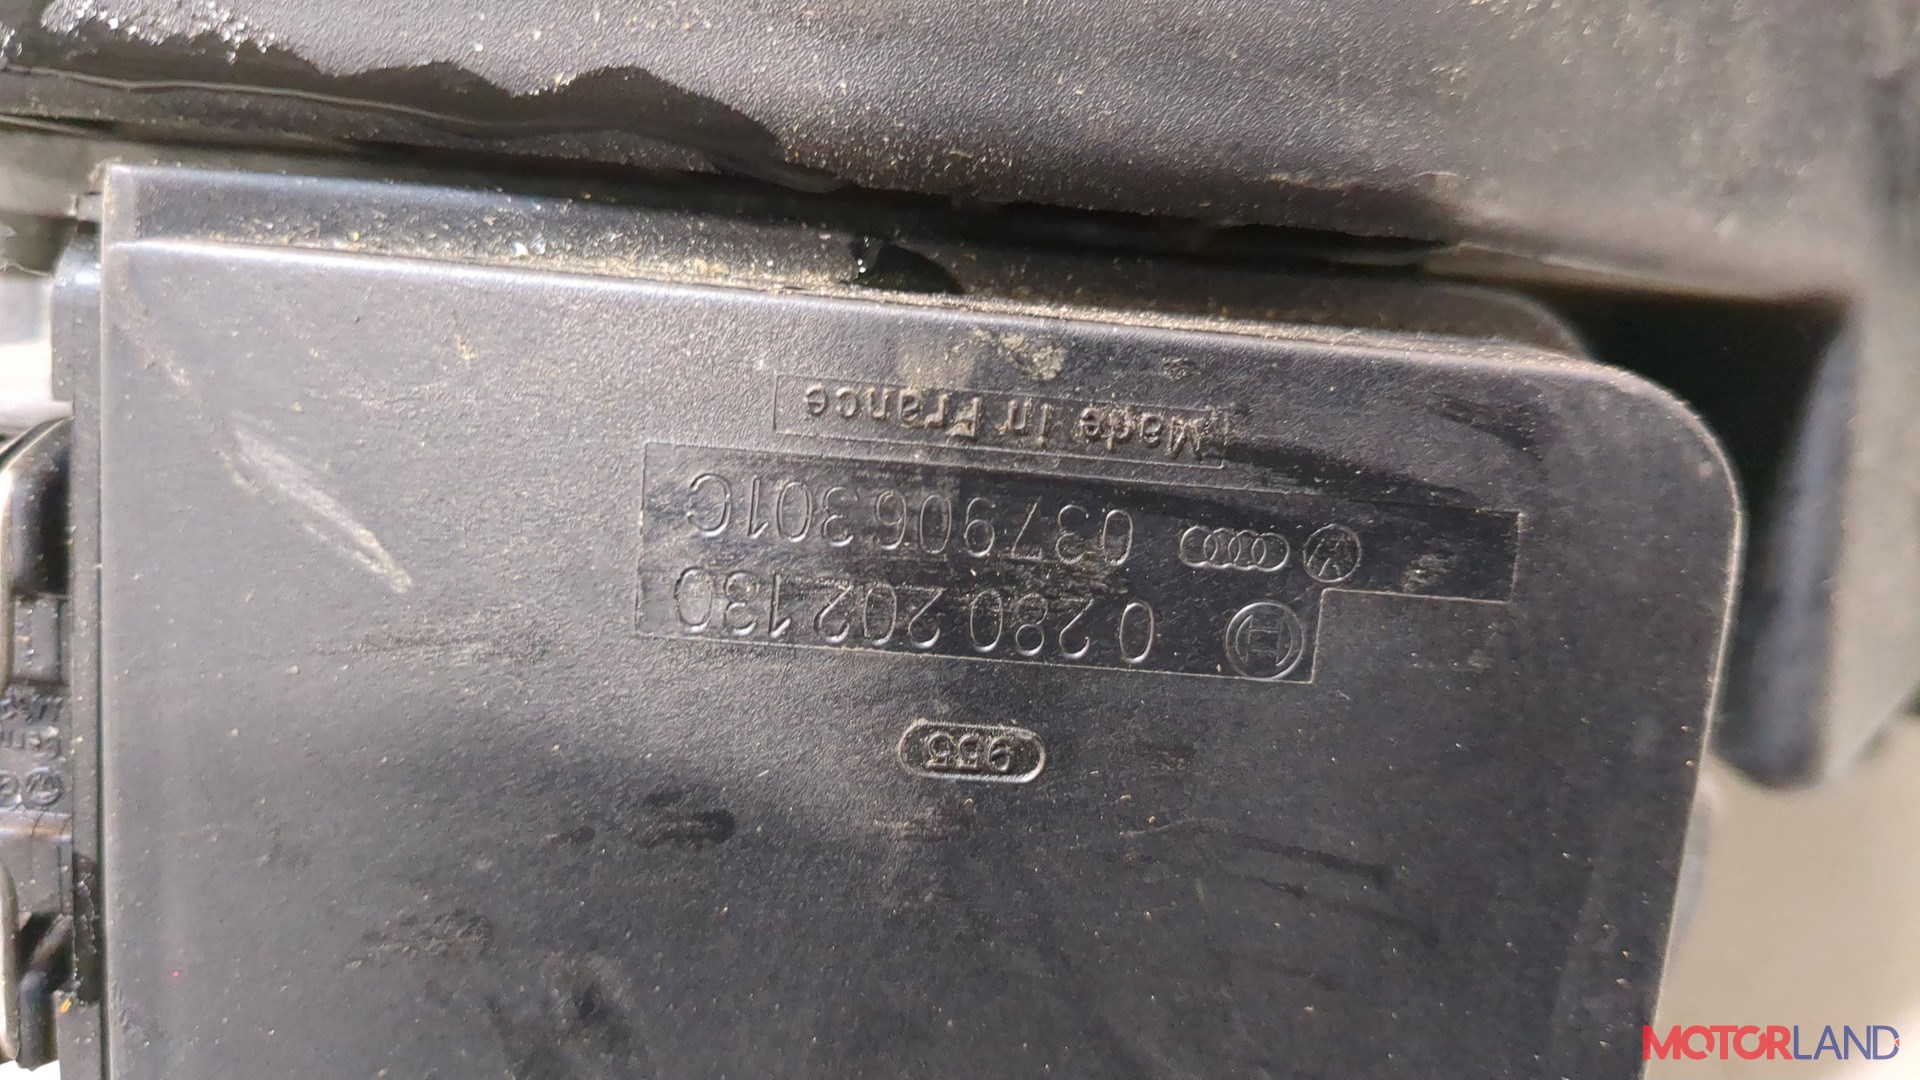 955
0 280 202 130
037 906 301C
Made in France
MOTORLAND